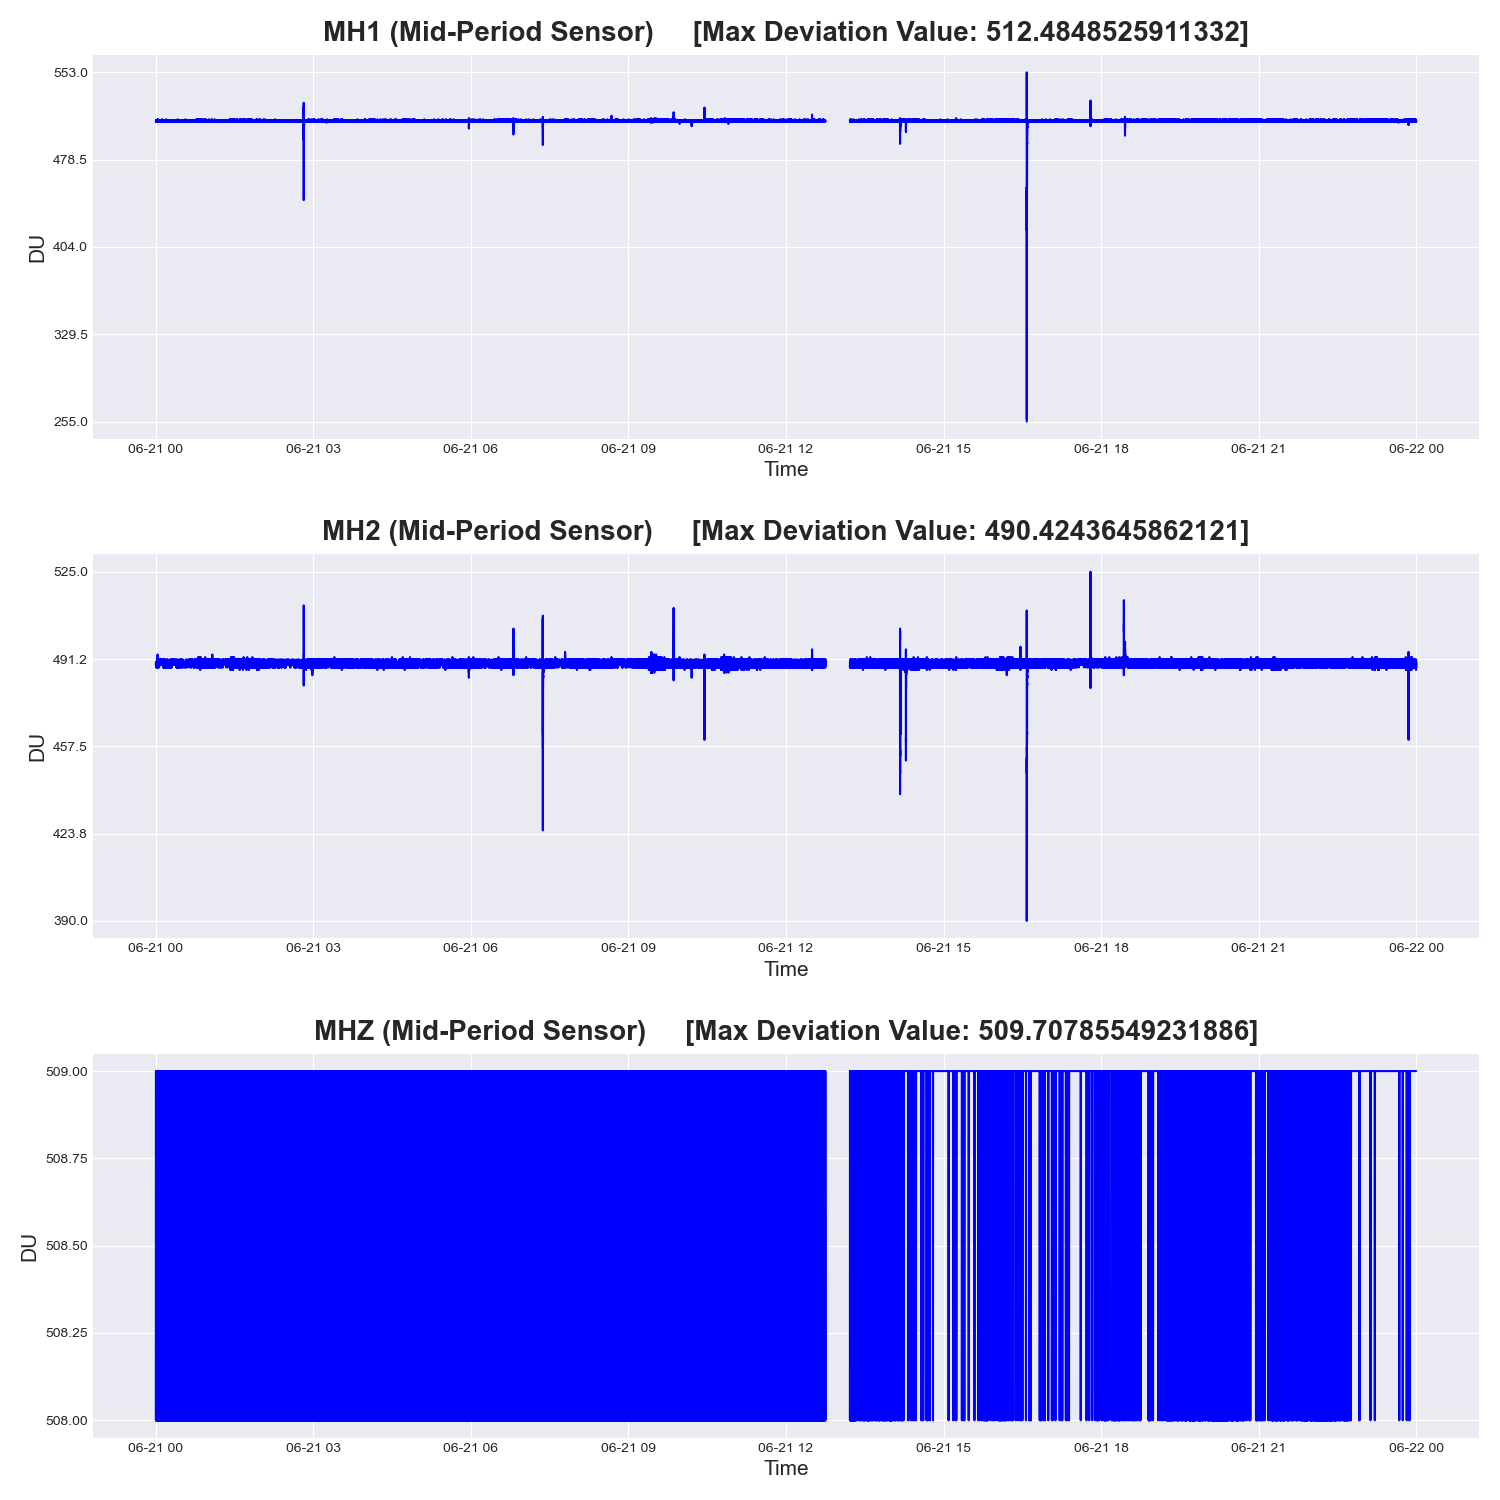 MH1 (Mid-Period Sensor) [Max Deviation Value: 512.4848525911332]
553.0
478.5
404.0
329.5
255.0
DU
06-21 00 06-21 03 06-21 06 06-21 09 06-21 12 06-21 15 06-21 18 06-21 21 06-22 00
Time
MH2 (Mid-Period Sensor) [Max Deviation Value: 490.4243645862121]
525.0
491.2
457.5
423.8
390.0
DU
06-21 00 06-21 03 06-21 06 06-21 09 06-21 12 06-21 15 06-21 18 06-21 21 06-22 00
Time
MHZ (Mid-Period Sensor) [Max Deviation Value: 509.70785549231886]
509.00
508.75
508.50
508.25
508.00
DU
06-21 00 06-21 03 06-21 06 06-21 09 06-21 12 06-21 15 06-21 18 06-21 21 06-22 00
Time